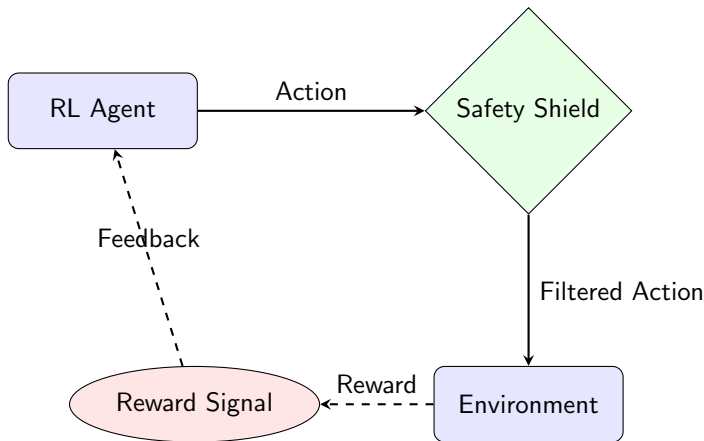 Action
RL Agent
Safety Shield
Feedback
Filtered Action
Reward
Reward Signal
Environment